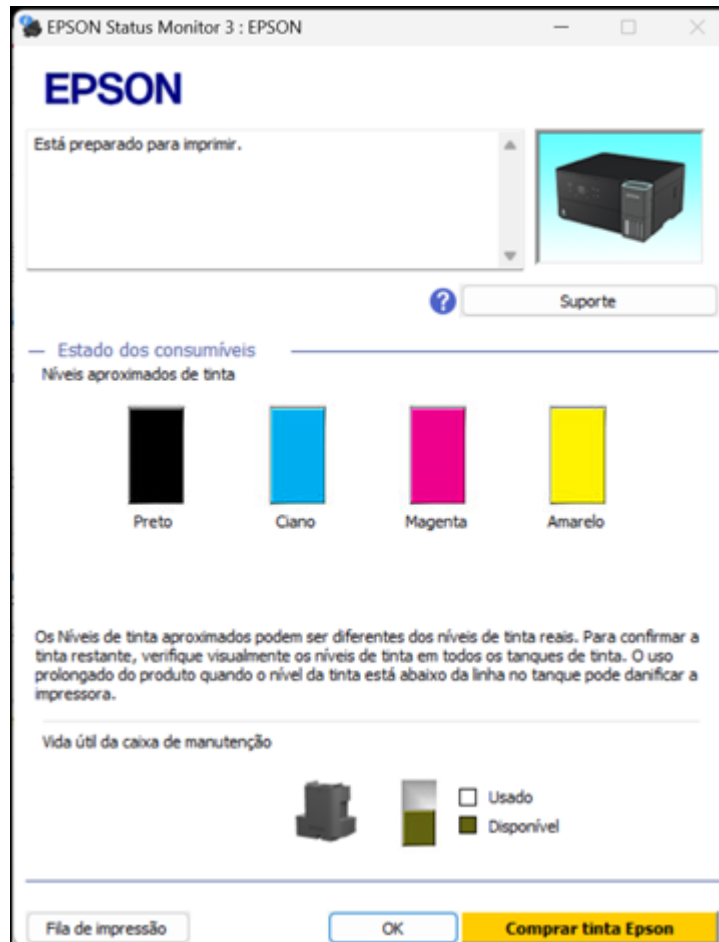 EPSON Status Monitor 3 : EPSON
EPSON
Está preparado para imprimir.
Suporte
Estado dos consumíveis
Níveis aproximados de tinta
Preto
Ciano
Magenta
Amarelo
Os Níveis de tinta aproximados podem ser diferentes dos níveis de tinta reais. Para confirmar a
tinta restante, verifique visualmente os níveis de tinta em todos os tanques de tinta. O uso
prolongado do produto quando o nível da tinta está abaixo da linha no tanque pode danificar a
impressora.
Vida útil da caixa de manutenção
Usado
Disponível
Fila de impressão
OK
Comprar tinta Epson